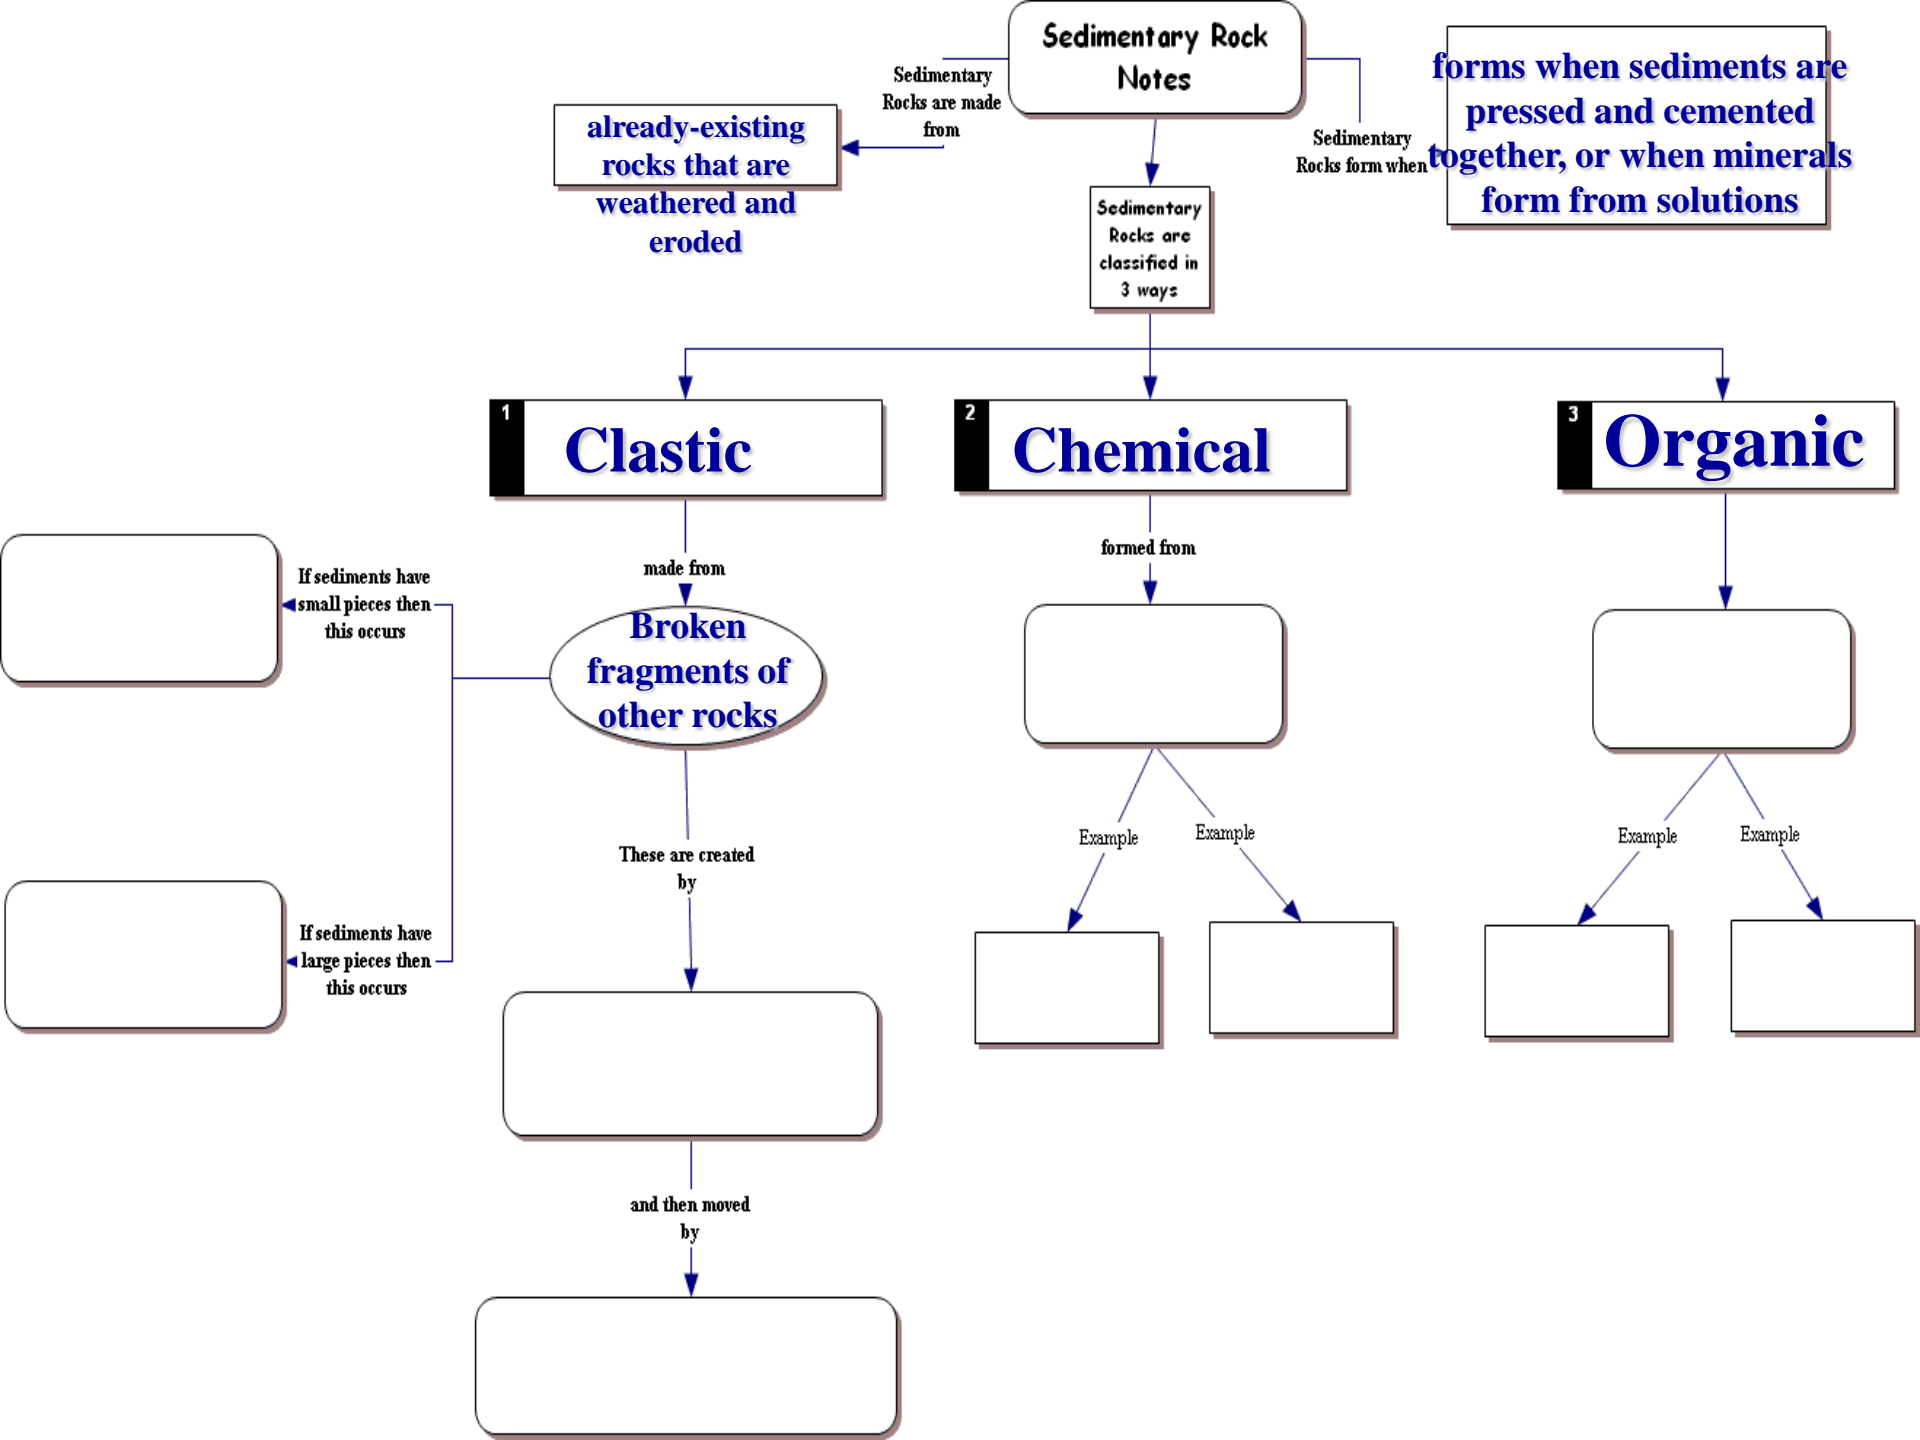 Sedimentary Rock
Notes
Sedimentary
Rocks are made
from
already-existing
rocks that are
weathered and
eroded
Sedimentary
Rocks form when
forms when sediments are
pressed and cemented
together, or when minerals
form from solutions
Sedimentary
Rocks are
classified in
3 ways
1
Clastic
2
Chemical
3
Organic
made from
Broken
fragments of
other rocks
If sediments have
small pieces then
this occurs
If sediments have
large pieces then
this occurs
These are created
by
and then moved
by
formed from
Example
Example
Example
Example